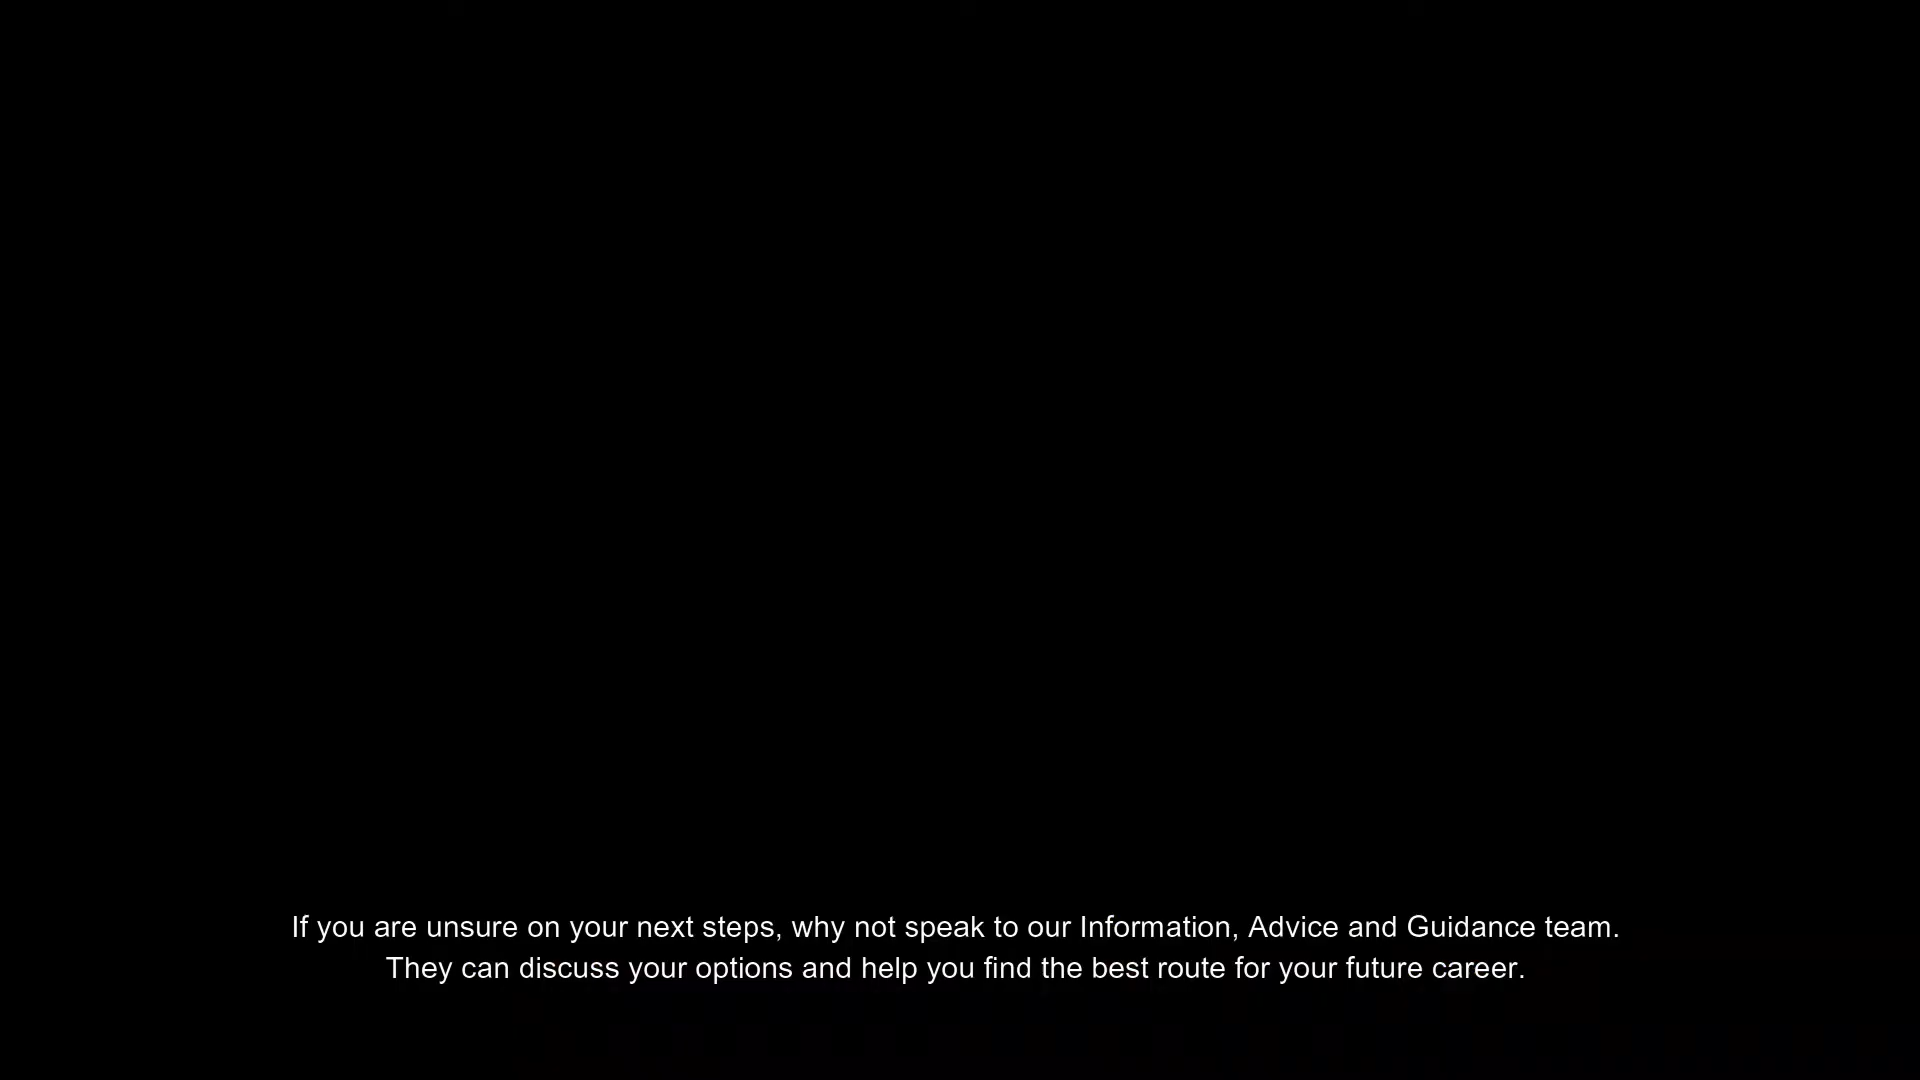 If you are unsure on your next steps, why not speak to our Information, Advice and Guidance team.
They can discuss your options and help you find the best route for your future career.